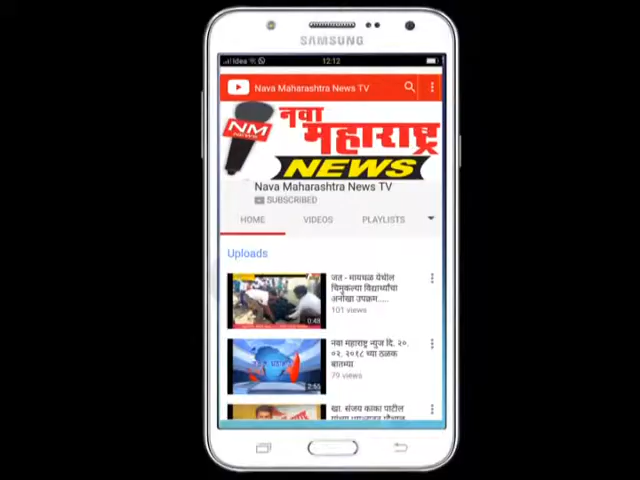 SAMSUNG
Idea
12:12
Nava Maharashtra News TV
नवा
NM
NEWS
महाराष्ट्र
NEWS
Nava Maharashtra News TV
SUBSCRIBED
HOME VIDEOS PLAYLISTS
Uploads
जत - मायथळ येथील
चिमुकल्या विद्यार्थ्यांचा
अनोखा उपक्रम.....
101 views
0:48
नवा महाराष्ट्र न्युज दि. २०.
०२. २०१८ च्या ठळक
बातम्या
79 views
2:55
खा. संजय काका पाटील